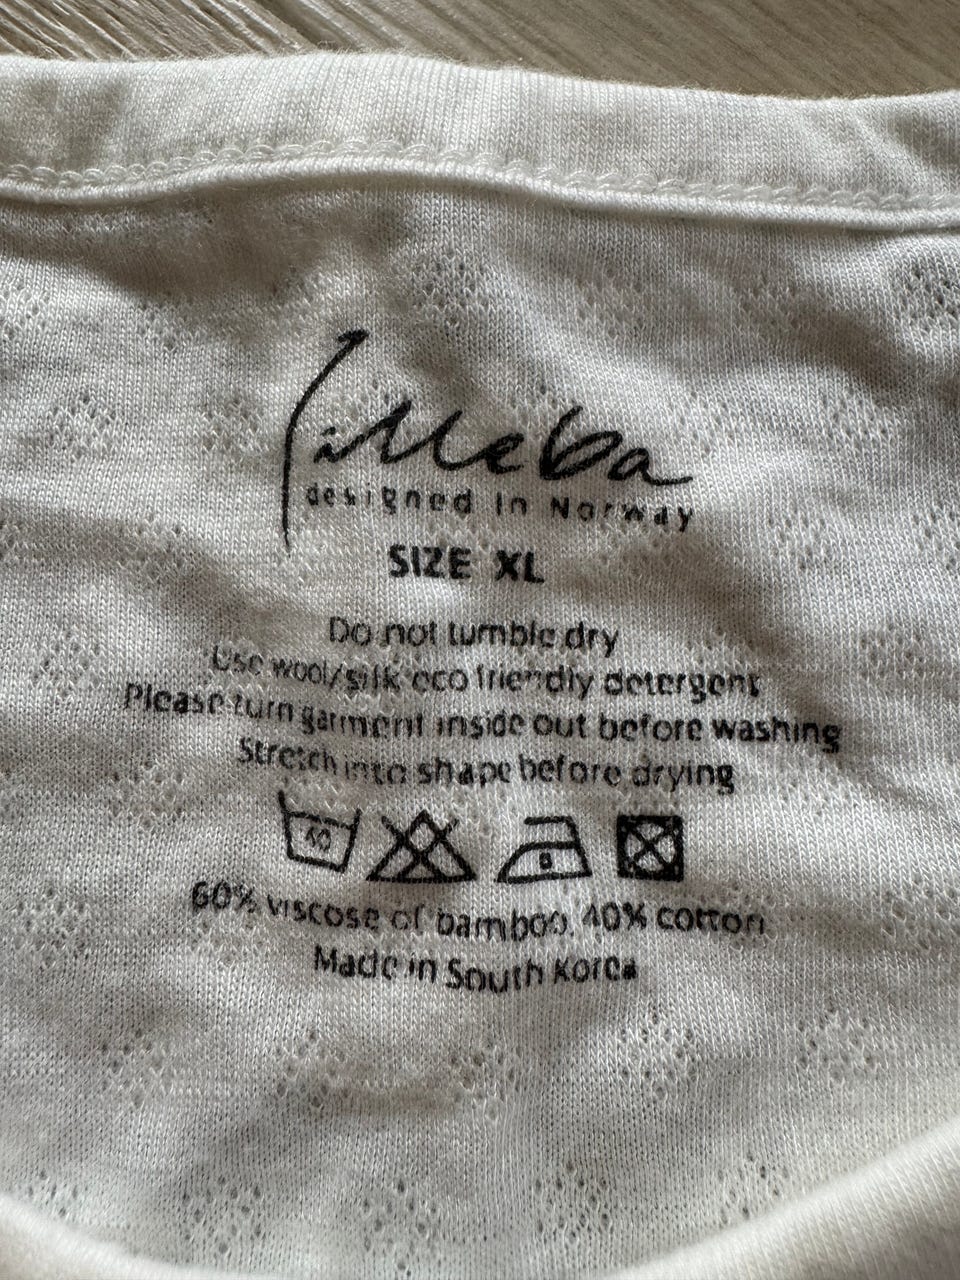 Lilleba
designed in Norway
SIZE XL
Do not tumble dry
Use wool/silk eco friendly detergent
Please turn garment inside out before washing
Stretch into shape before drying
40
60% viscose of bamboo, 40% cotton
Made in South Korea